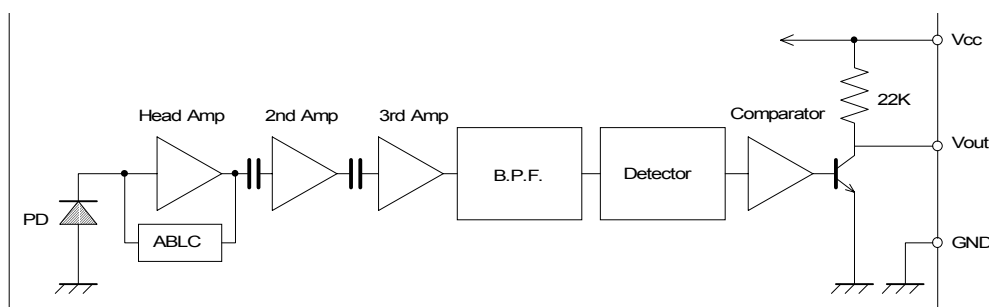 Vcc
22K
Head Amp
2nd Amp
3rd Amp
Comparator
Vout
B.P.F.
Detector
PD
ABLC
GND